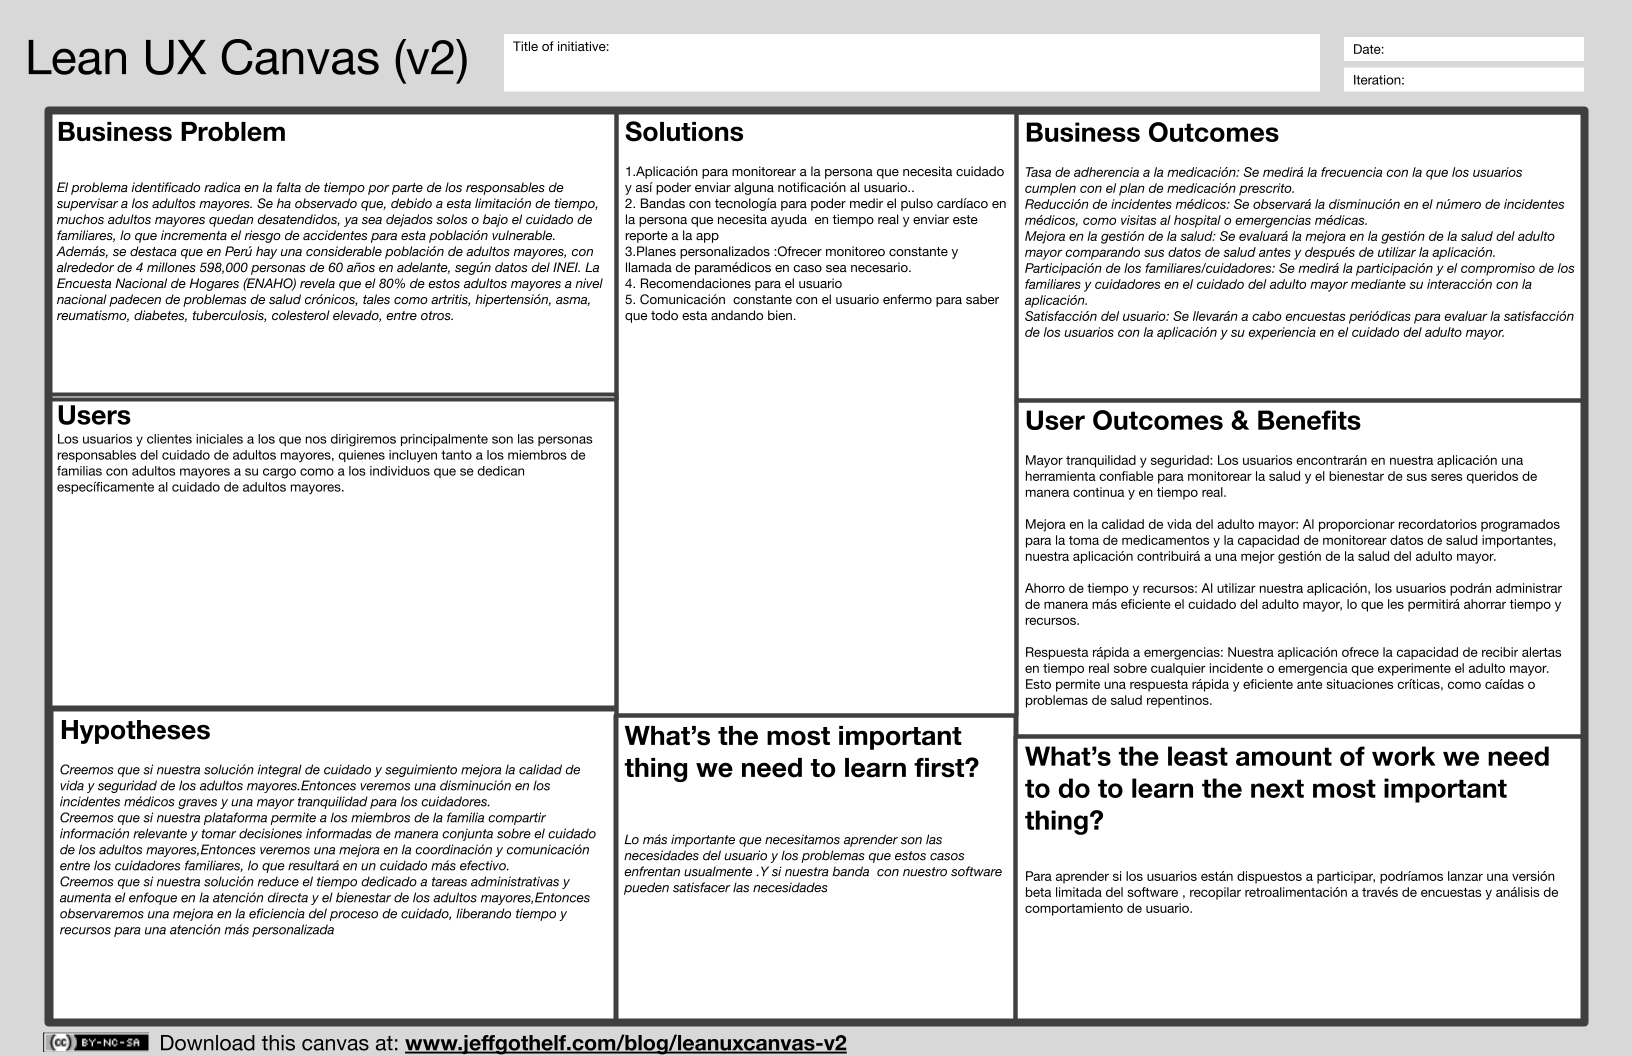 Lean UX Canvas (v2)
Title of initiative:
Date:
Iteration:
Business Problem
El problema identificado radica en la falta de tiempo por parte de los responsables de
supervisar a los adultos mayores. Se ha observado que, debido a esta limitación de tiempo,
muchos adultos mayores quedan desatendidos, ya sea dejados solos o bajo el cuidado de
familiares, lo que incrementa el riesgo de accidentes para esta población vulnerable.
Además, se destaca que en Perú hay una considerable población de adultos mayores, con
alrededor de 4 millones 598,000 personas de 60 años en adelante, según datos del INEI. La
Encuesta Nacional de Hogares (ENAHO) revela que el 80% de estos adultos mayores a nivel
nacional padecen de problemas de salud crónicos, tales como artritis, hipertensión, asma,
reumatismo, diabetes, tuberculosis, colesterol elevado, entre otros.
Users
Los usuarios y clientes iniciales a los que nos dirigiremos principalmente son las personas
responsables del cuidado de adultos mayores, quienes incluyen tanto a los miembros de
familias con adultos mayores a su cargo como a los individuos que se dedican
específicamente al cuidado de adultos mayores.
Hypotheses
Creemos que si nuestra solución integral de cuidado y seguimiento mejora la calidad de
vida y seguridad de los adultos mayores.Entonces veremos una disminución en los
incidentes médicos graves y una mayor tranquilidad para los cuidadores.
Creemos que si nuestra plataforma permite a los miembros de la familia compartir
información relevante y tomar decisiones informadas de manera conjunta sobre el cuidado
de los adultos mayores,Entonces veremos una mejora en la coordinación y comunicación
entre los cuidadores familiares, lo que resultará en un cuidado más efectivo.
Creemos que si nuestra solución reduce el tiempo dedicado a tareas administrativas y
aumenta el enfoque en la atención directa y el bienestar de los adultos mayores,Entonces
observaremos una mejora en la eficiencia del proceso de cuidado, liberando tiempo y
recursos para una atención más personalizada
Solutions
1.Aplicación para monitorear a la persona que necesita cuidado
y así poder enviar alguna notificación al usuario..
2. Bandas con tecnología para poder medir el pulso cardíaco en
la persona que necesita ayuda  en tiempo real y enviar este
reporte a la app
3.Planes personalizados :Ofrecer monitoreo constante y
llamada de paramédicos en caso sea necesario.
4. Recomendaciones para el usuario
5. Comunicación  constante con el usuario enfermo para saber
que todo esta andando bien.
What's the most important
thing we need to learn first?
Lo más importante que necesitamos aprender son las
necesidades del usuario y los problemas que estos casos
enfrentan usualmente .Y si nuestra banda  con nuestro software
pueden satisfacer las necesidades
Business Outcomes
Tasa de adherencia a la medicación: Se medirá la frecuencia con la que los usuarios
cumplen con el plan de medicación prescrito.
Reducción de incidentes médicos: Se observará la disminución en el número de incidentes
médicos, como visitas al hospital o emergencias médicas.
Mejora en la gestión de la salud: Se evaluará la mejora en la gestión de la salud del adulto
mayor comparando sus datos de salud antes y después de utilizar la aplicación.
Participación de los familiares/cuidadores: Se medirá la participación y el compromiso de los
familiares y cuidadores en el cuidado del adulto mayor mediante su interacción con la
aplicación.
Satisfacción del usuario: Se llevarán a cabo encuestas periódicas para evaluar la satisfacción
de los usuarios con la aplicación y su experiencia en el cuidado del adulto mayor.
User Outcomes & Benefits
Mayor tranquilidad y seguridad: Los usuarios encontrarán en nuestra aplicación una
herramienta confiable para monitorear la salud y el bienestar de sus seres queridos de
manera continua y en tiempo real.
Mejora en la calidad de vida del adulto mayor: Al proporcionar recordatorios programados
para la toma de medicamentos y la capacidad de monitorear datos de salud importantes,
nuestra aplicación contribuirá a una mejor gestión de la salud del adulto mayor.
Ahorro de tiempo y recursos: Al utilizar nuestra aplicación, los usuarios podrán administrar
de manera más eficiente el cuidado del adulto mayor, lo que les permitirá ahorrar tiempo y
recursos.
Respuesta rápida a emergencias: Nuestra aplicación ofrece la capacidad de recibir alertas
en tiempo real sobre cualquier incidente o emergencia que experimente el adulto mayor.
Esto permite una respuesta rápida y eficiente ante situaciones críticas, como caídas o
problemas de salud repentinos.
What's the least amount of work we need
to do to learn the next most important
thing?
Para aprender si los usuarios están dispuestos a participar, podríamos lanzar una versión
beta limitada del software , recopilar retroalimentación a través de encuestas y análisis de
comportamiento de usuario.
(cc) BY-NC-SA
Download this canvas at: www.jeffgothelf.com/blog/leanuxcanvas-v2